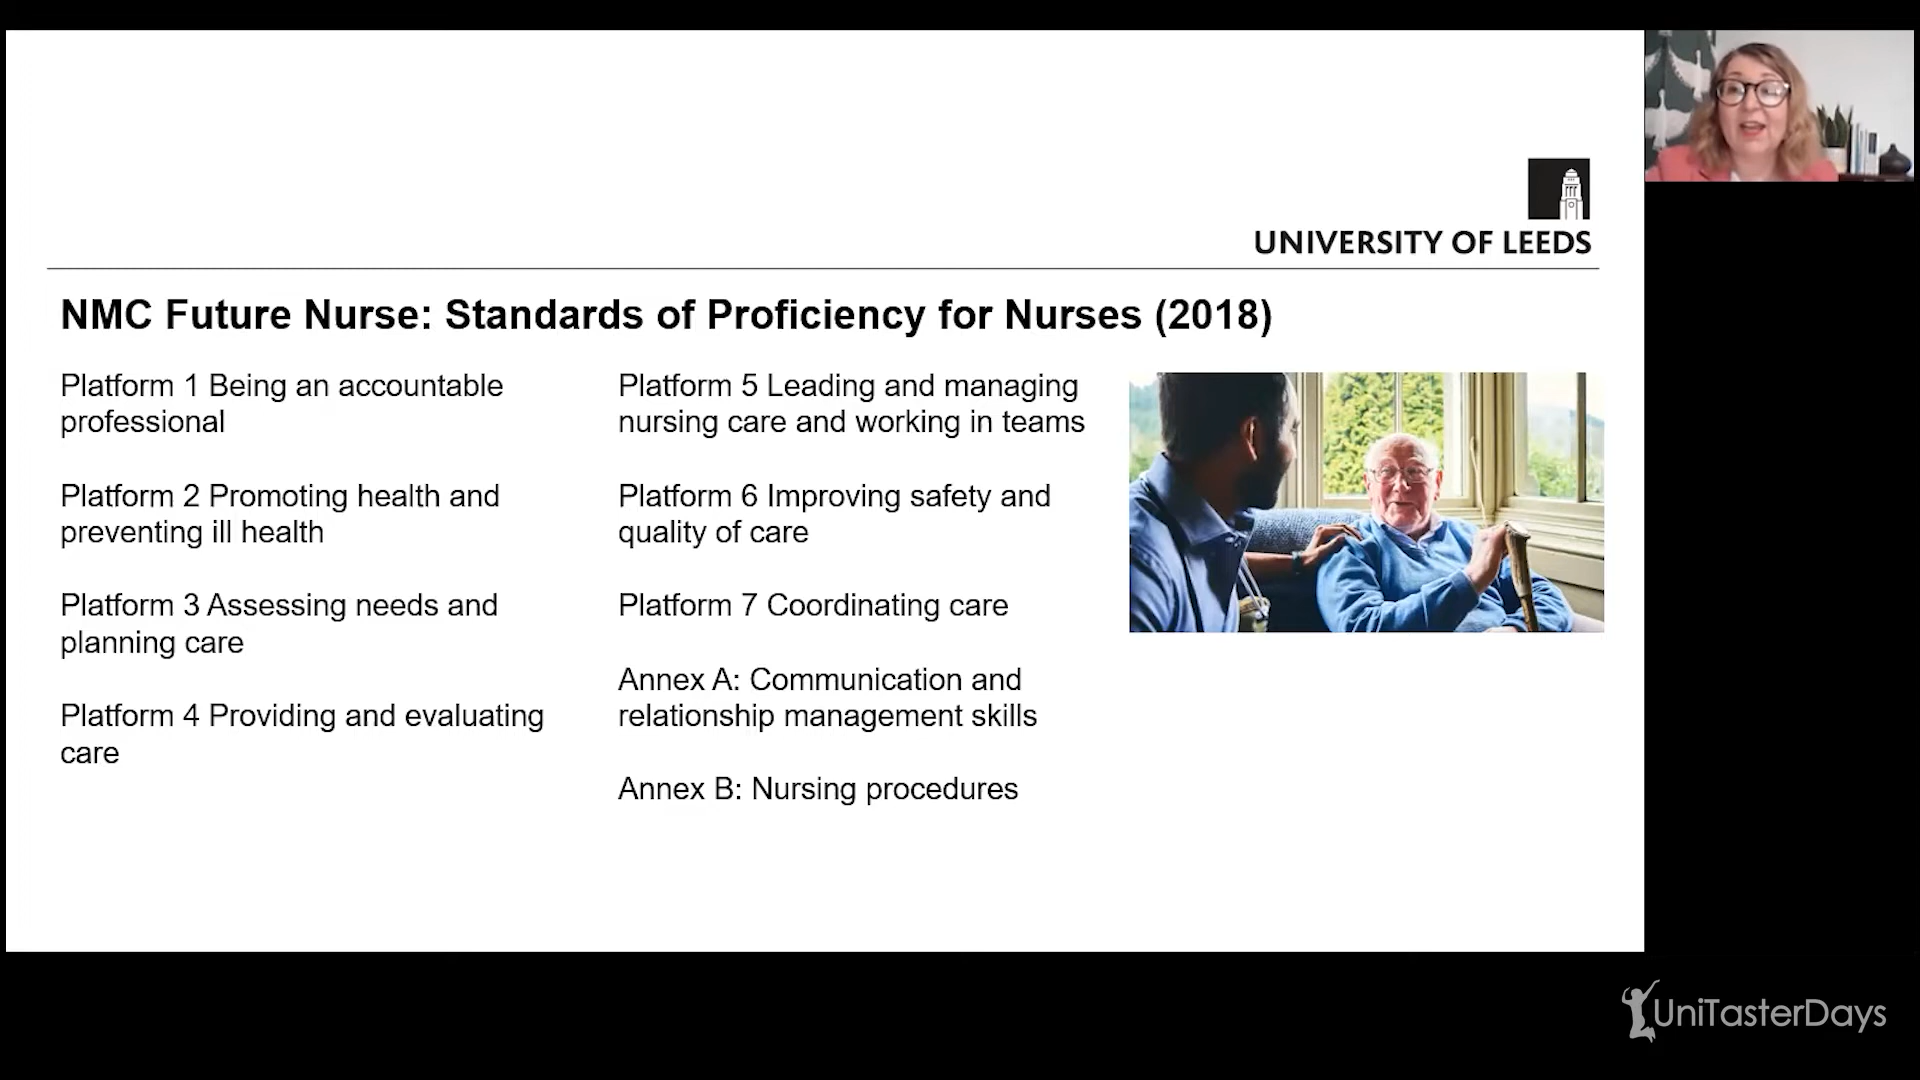 UNIVERSITY OF LEEDS
NMC Future Nurse: Standards of Proficiency for Nurses (2018)
Platform 1 Being an accountable
professional
Platform 2 Promoting health and
preventing ill health
Platform 3 Assessing needs and
planning care
Platform 4 Providing and evaluating
care
Platform 5 Leading and managing
nursing care and working in teams
Platform 6 Improving safety and
quality of care
Platform 7 Coordinating care
Annex A: Communication and
relationship management skills
Annex B: Nursing procedures
UniTasterDays